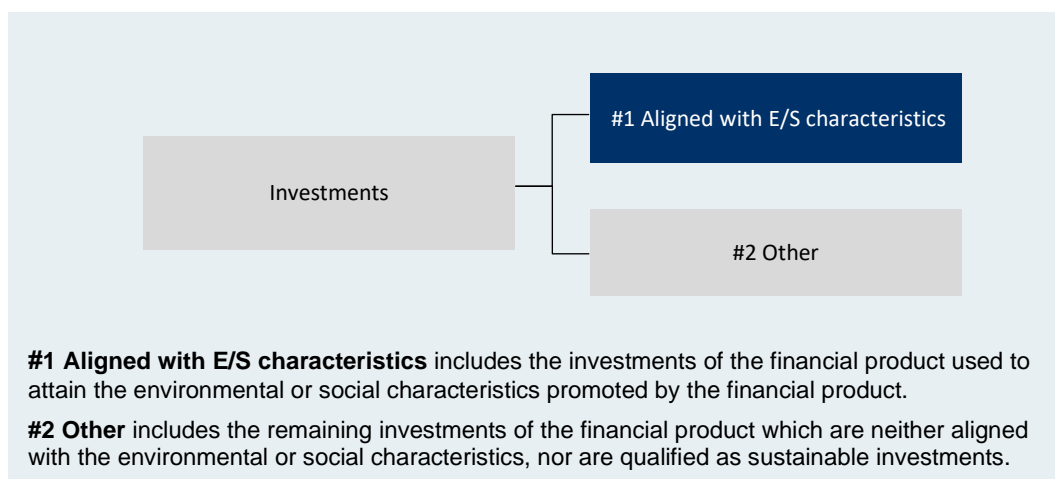 #1 Aligned with E/S characteristics
Investments
#2 Other
#1 Aligned with E/S characteristics includes the investments of the financial product used to
attain the environmental or social characteristics promoted by the financial product.
#2 Other includes the remaining investments of the financial product which are neither aligned
with the environmental or social characteristics, nor are qualified as sustainable investments.